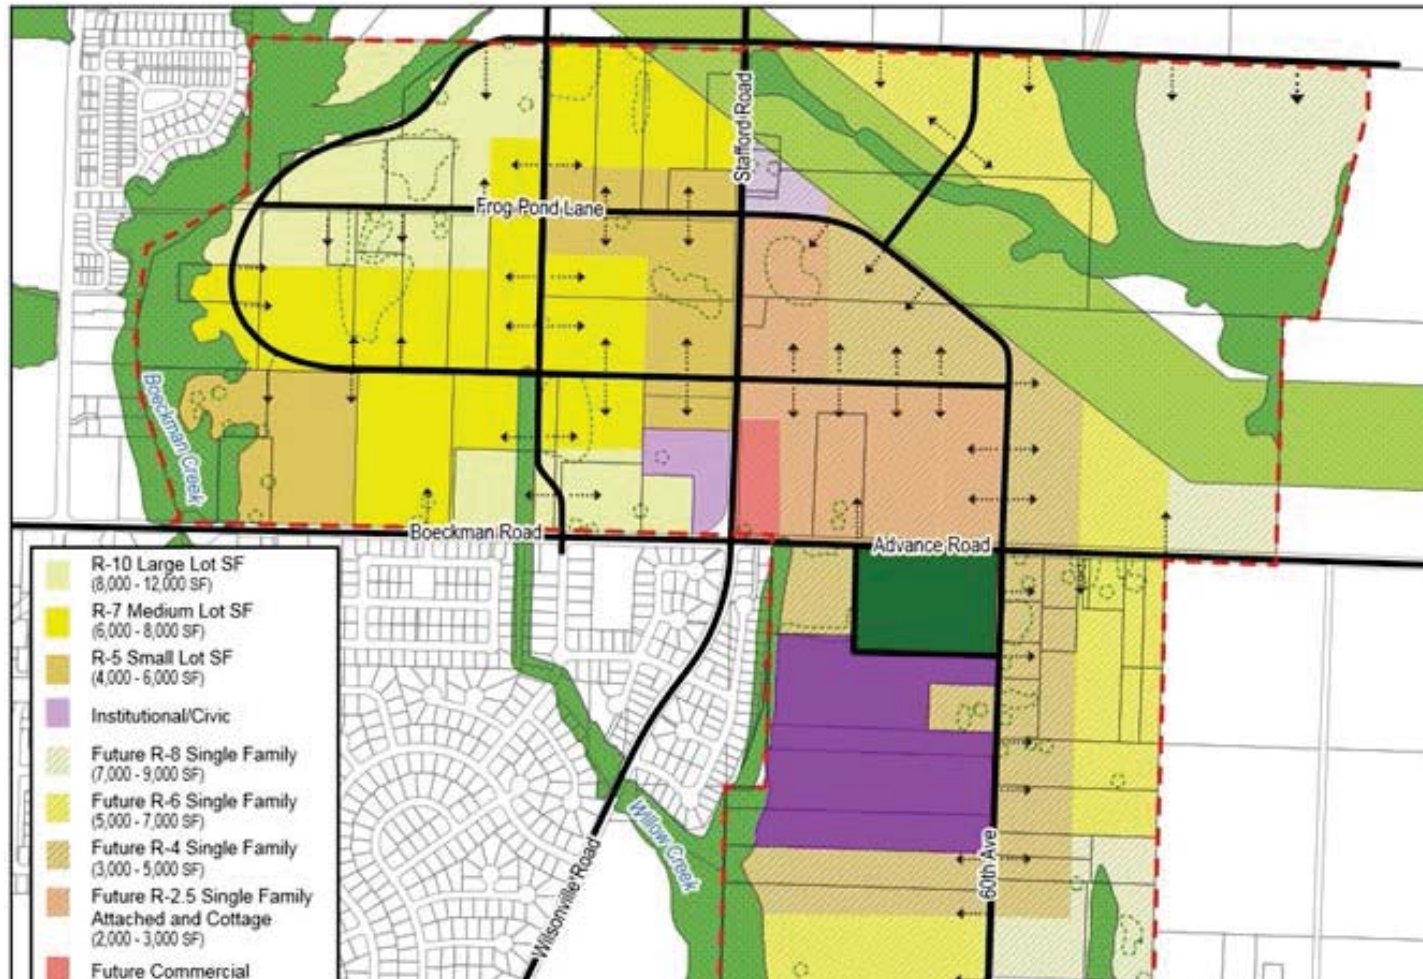 Stafford Road
Frog Pond Lane
Boeckman Creek
Boeckman Road
Advance Road
R-10 Large Lot SF
(8,000 - 12,000 SF)
R-7 Medium Lot SF
(6,000 - 8,000 SF)
R-5 Small Lot SF
(4,000 - 6,000 SF)
Institutional/Civic
Future R-8 Single Family
(7,000 - 9,000 SF)
Future R-6 Single Family
(5,000 - 7,000 SF)
Future R-4 Single Family
(3,000 - 5,000 SF)
Future R-2.5 Single Family
Attached and Cottage
(2,000 - 3,000 SF)
Future Commercial
Willow Creek
Wilsonville Road
60th Ave